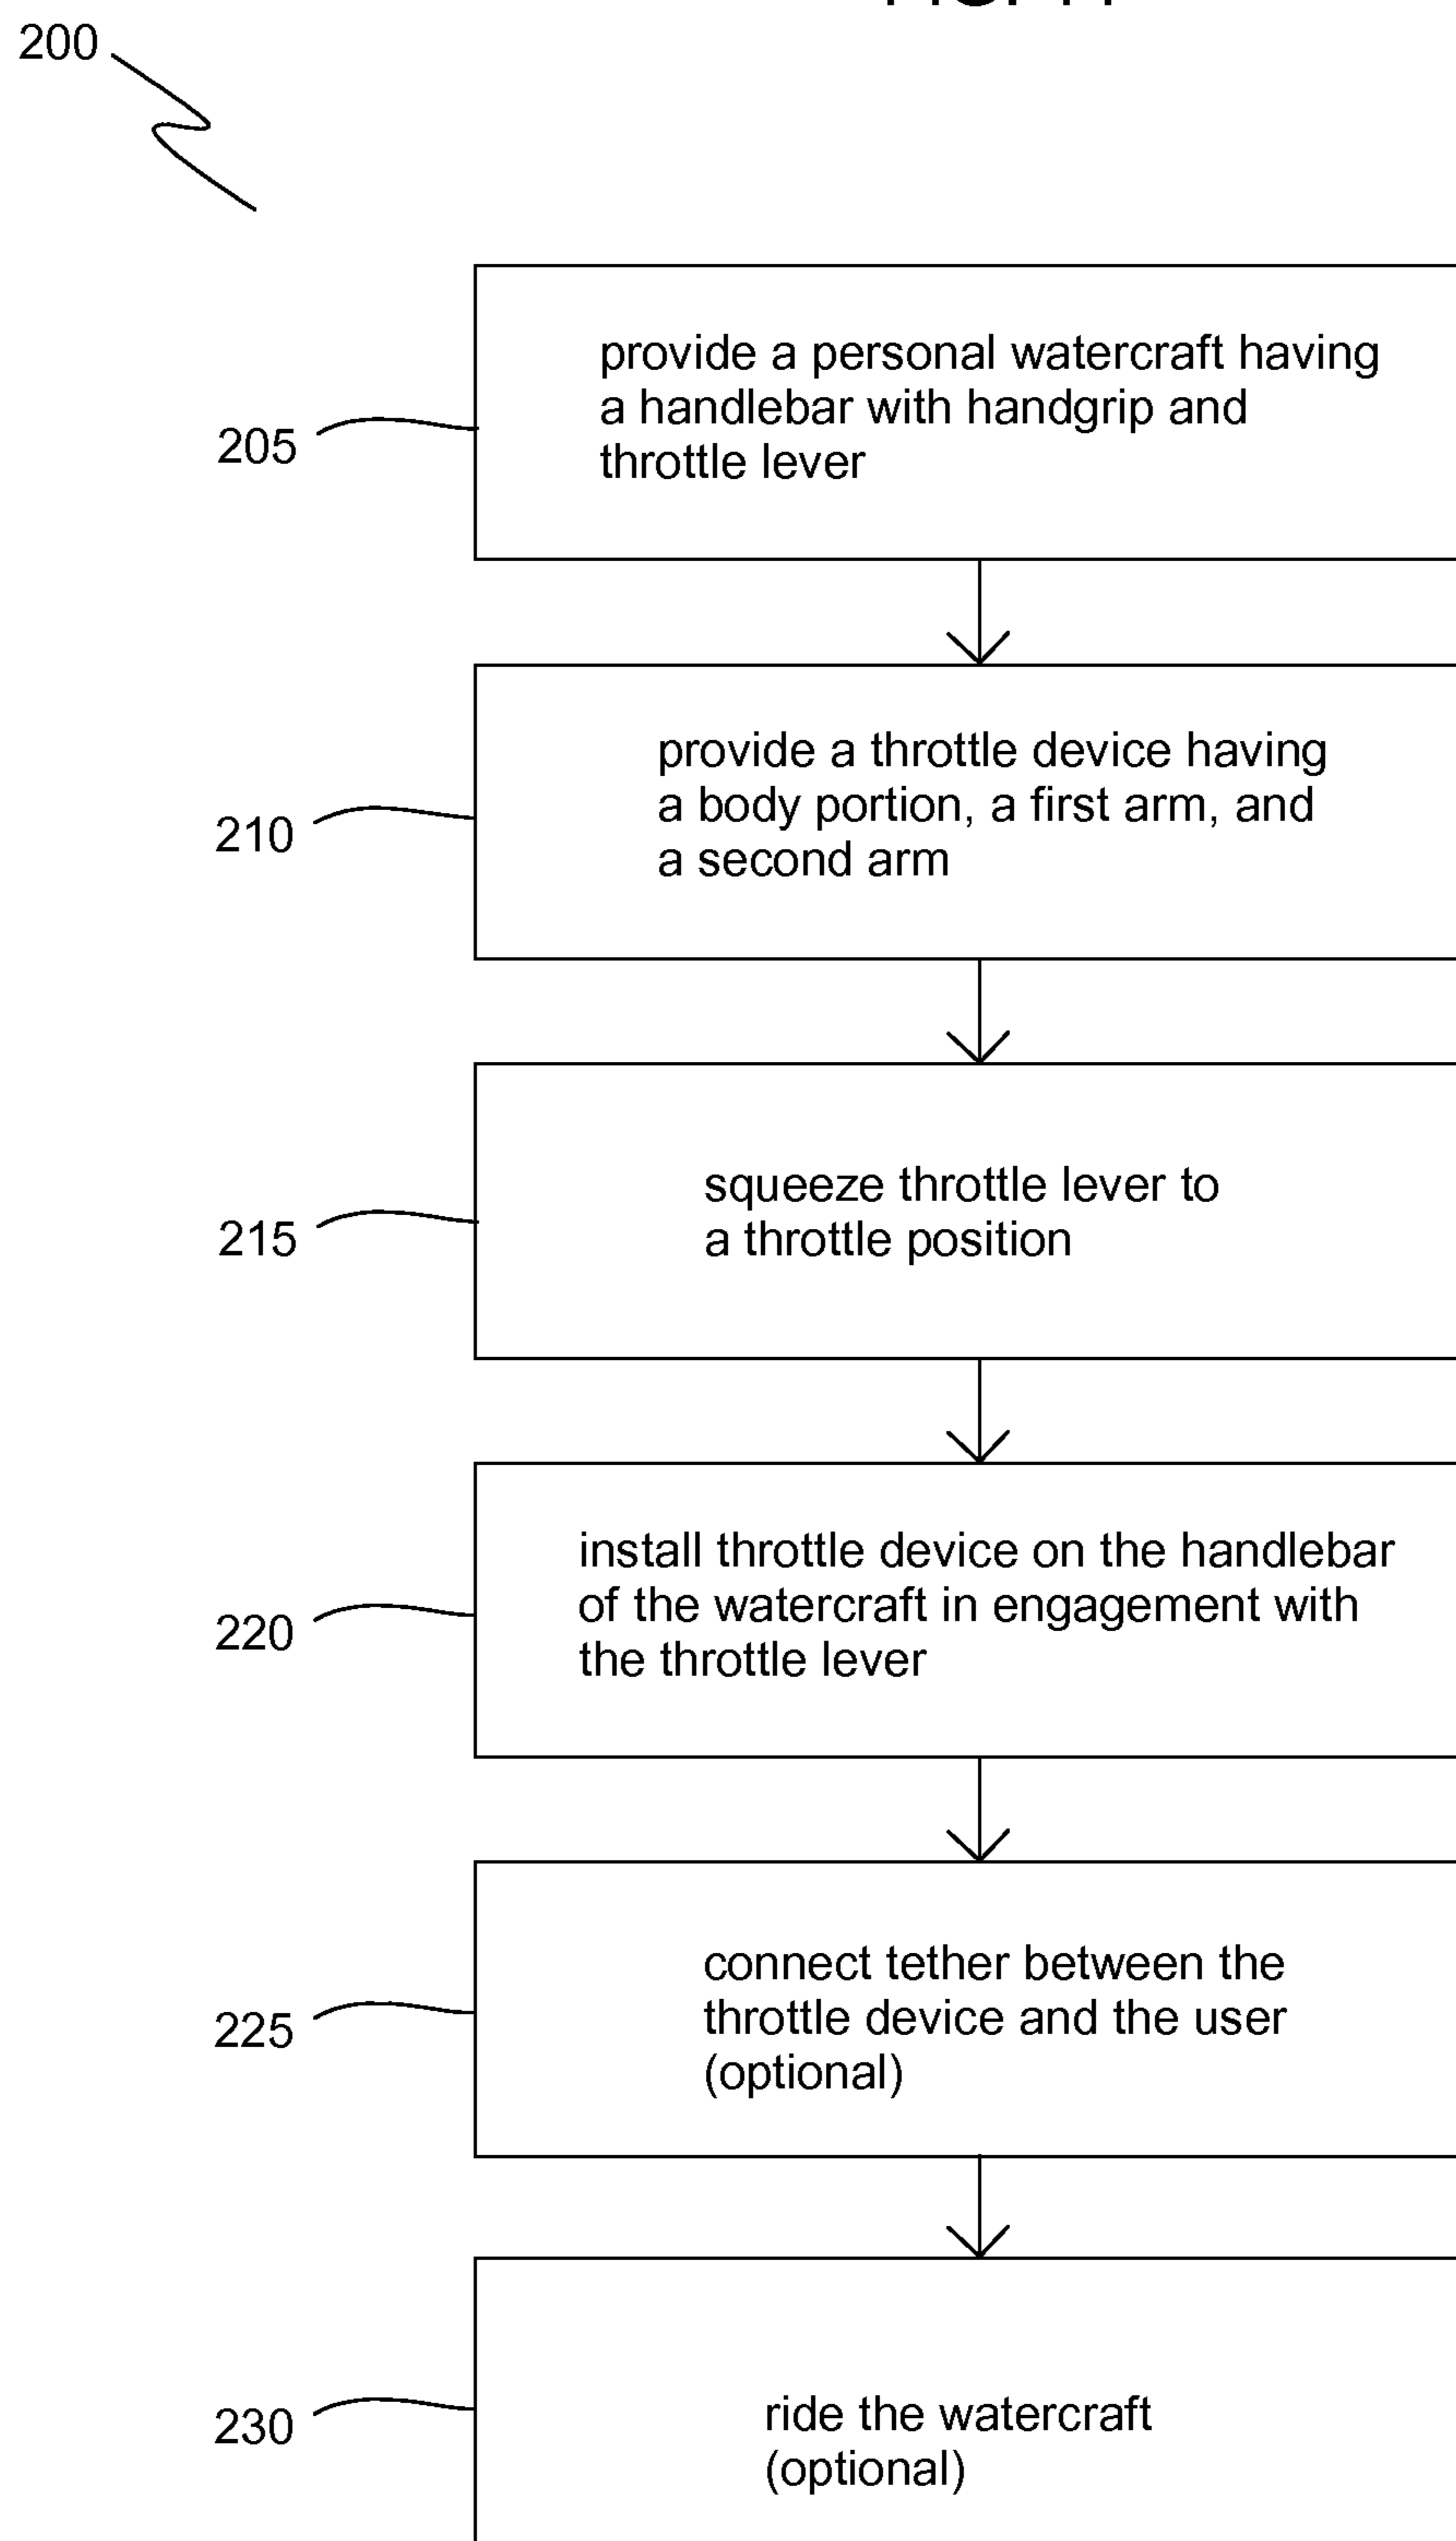 200
205
provide a personal watercraft having
a handlebar with handgrip and
throttle lever
210
provide a throttle device having
a body portion, a first arm, and
a second arm
215
squeeze throttle lever to
a throttle position
220
install throttle device on the handlebar
of the watercraft in engagement with
the throttle lever
225
connect tether between the
throttle device and the user
(optional)
230
ride the watercraft
(optional)